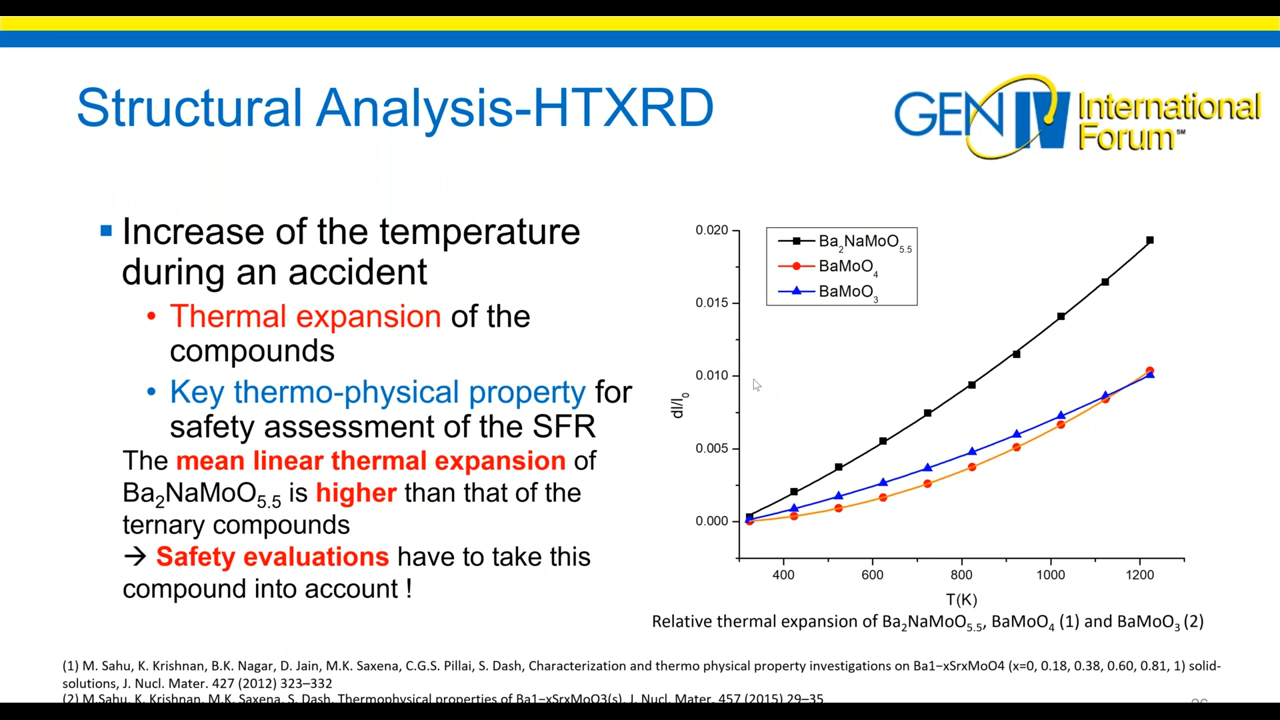 Structural Analysis-HTXRD
GEN IV International
Forum℠
▪ Increase of the temperature
during an accident
• Thermal expansion of the
compounds
• Key thermo-physical property for
safety assessment of the SFR
The mean linear thermal expansion of
Ba₂NaMoO₅.₅ is higher than that of the
ternary compounds
→ Safety evaluations have to take this
compound into account !
Ba₂NaMoO₅.₅
BaMoO₄
BaMoO₃
0.020
0.015
0.010
0.005
0.000
dl/l₀
400 600 800 1000 1200
T(K)
Relative thermal expansion of Ba₂NaMoO₅.₅, BaMoO₄ (1) and BaMoO₃ (2)
(1) M. Sahu, K. Krishnan, B.K. Nagar, D. Jain, M.K. Saxena, C.G.S. Pillai, S. Dash, Characterization and thermo physical property investigations on Ba1−xSrxMoO4 (x=0, 0.18, 0.38, 0.60, 0.81, 1) solid-
solutions, J. Nucl. Mater. 427 (2012) 323–332
(2) M.Sahu, K. Krishnan, M.K. Saxena, S. Dash, Thermophysical properties of Ba1−xSrxMoO3(s), J. Nucl. Mater. 457 (2015) 29–35